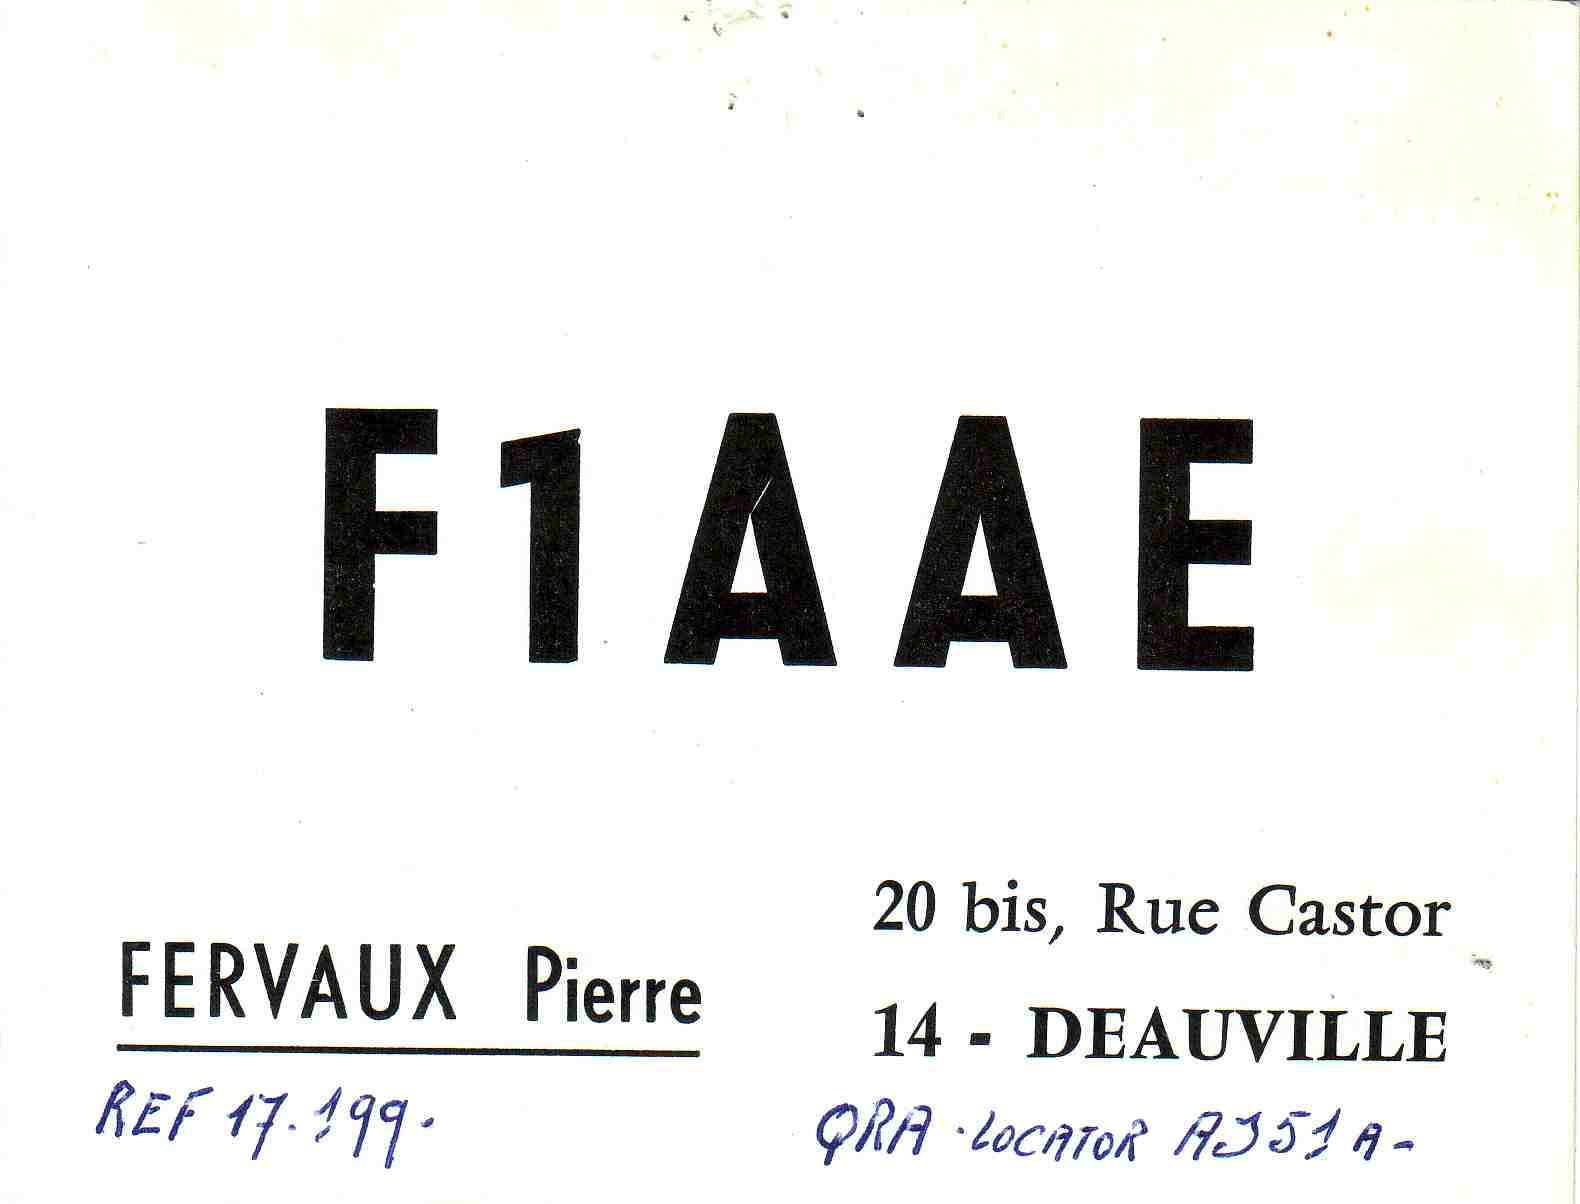 F1AAE
FERVAUX Pierre
20 bis, Rue Castor
14 - DEAUVILLE
REF 17.199.
QRA · LOCATOR AJ51A-